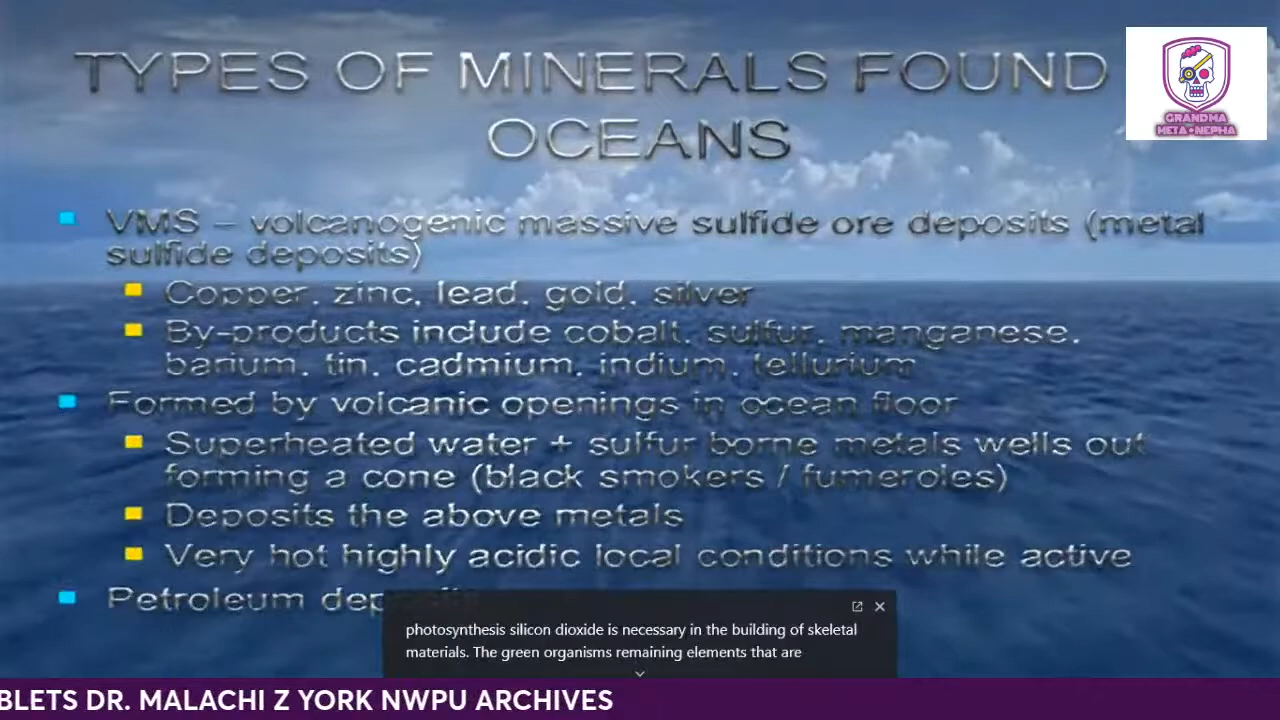 TYPES OF MINERALS FOUND
OCEANS
GRANDMA
META•NEPHA
VMS – volcanogenic massive sulfide ore deposits (metal
sulfide deposits)
Copper, zinc, lead, gold, silver
By-products include cobalt, sulfur, manganese,
barium, tin, cadmium, indium, tellurium
Formed by volcanic openings in ocean floor
Superheated water + sulfur borne metals wells out
forming a cone (black smokers / fumeroles)
Deposits the above metals
Very hot highly acidic local conditions while active
Petroleum deposits
photosynthesis silicon dioxide is necessary in the building of skeletal
materials. The green organisms remaining elements that are
BLETS DR. MALACHI Z YORK NWPU ARCHIVES